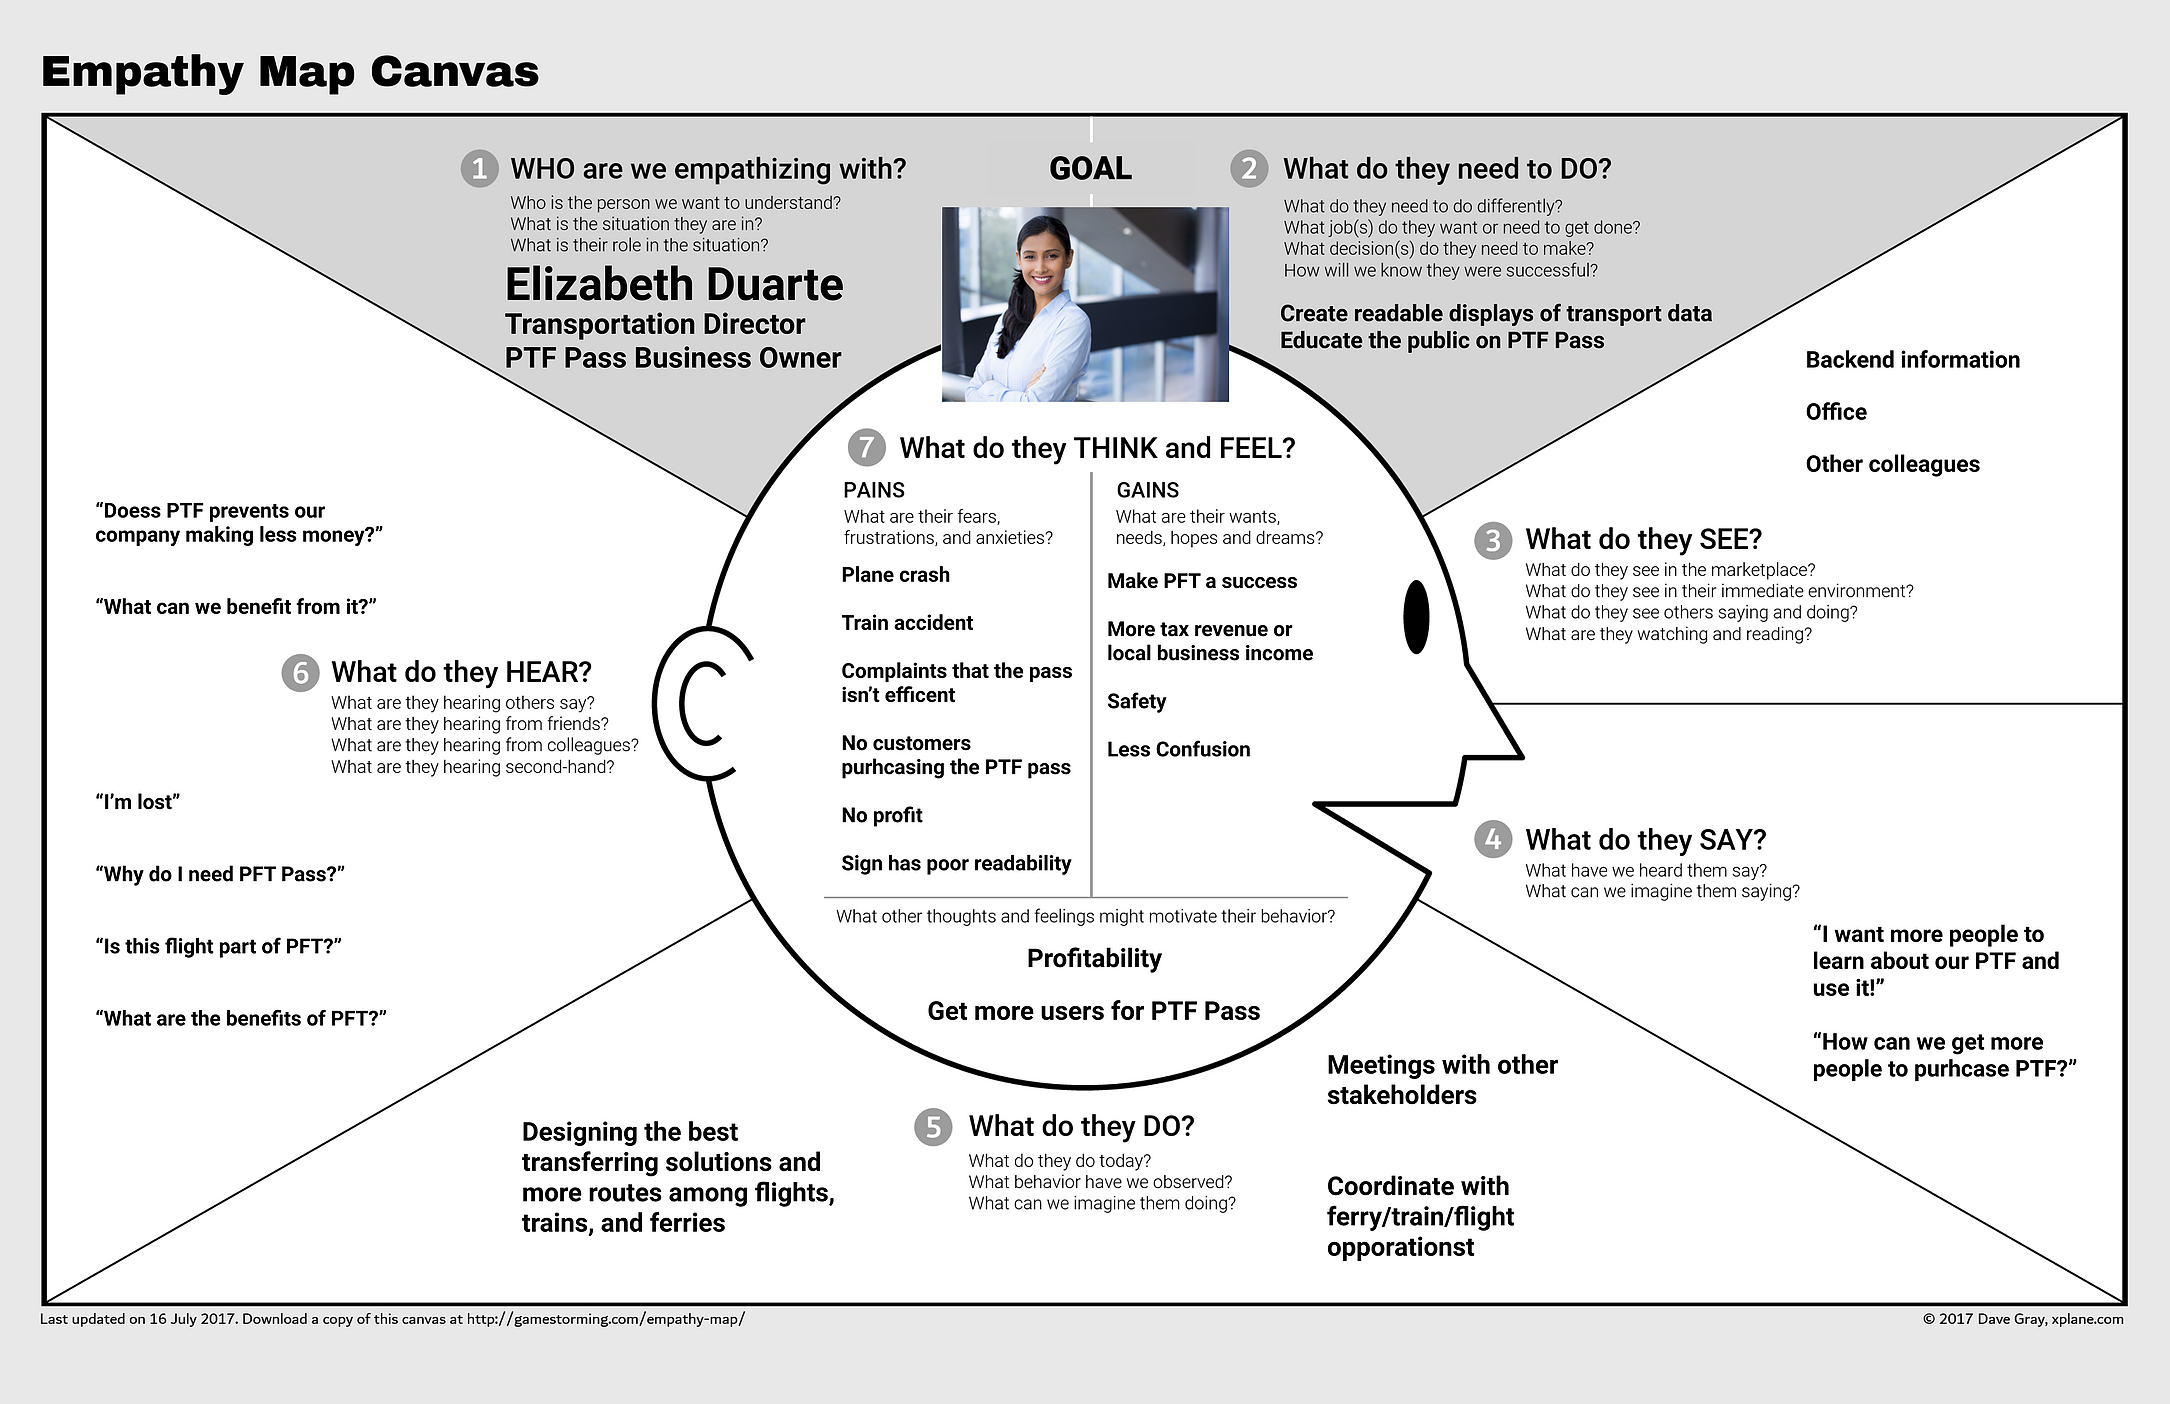 Empathy Map Canvas
1 WHO are we empathizing with?
Who is the person we want to understand?
What is the situation they are in?
What is their role in the situation?
Elizabeth Duarte
Transportation Director
PTF Pass Business Owner
GOAL
2 What do they need to DO?
What do they need to do differently?
What job(s) do they want or need to get done?
What decision(s) do they need to make?
How will we know they were successful?
Create readable displays of transport data
Educate the public on PTF Pass
Backend information
Office
Other colleagues
3 What do they SEE?
What do they see in the marketplace?
What do they see in their immediate environment?
What do they see others saying and doing?
What are they watching and reading?
4 What do they SAY?
What have we heard them say?
What can we imagine them saying?
“I want more people to
learn about our PTF and
use it!”
“How can we get more
people to purhcase PTF?”
5 What do they DO?
What do they do today?
What behavior have we observed?
What can we imagine them doing?
Designing the best
transferring solutions and
more routes among flights,
trains, and ferries
Meetings with other
stakeholders
Coordinate with
ferry/train/flight
opporationst
“Doess PTF prevents our
company making less money?”
“What can we benefit from it?”
6 What do they HEAR?
What are they hearing others say?
What are they hearing from friends?
What are they hearing from colleagues?
What are they hearing second-hand?
“I’m lost”
“Why do I need PFT Pass?”
“Is this flight part of PFT?”
“What are the benefits of PFT?”
7 What do they THINK and FEEL?
PAINS
What are their fears,
frustrations, and anxieties?
Plane crash
Train accident
Complaints that the pass
isn’t efficent
No customers
purhcasing the PTF pass
No profit
Sign has poor readability
GAINS
What are their wants,
needs, hopes and dreams?
Make PFT a success
More tax revenue or
local business income
Safety
Less Confusion
What other thoughts and feelings might motivate their behavior?
Profitability
Get more users for PTF Pass
Last updated on 16 July 2017. Download a copy of this canvas at http://gamestorming.com/empathy-map/
© 2017 Dave Gray, xplane.com